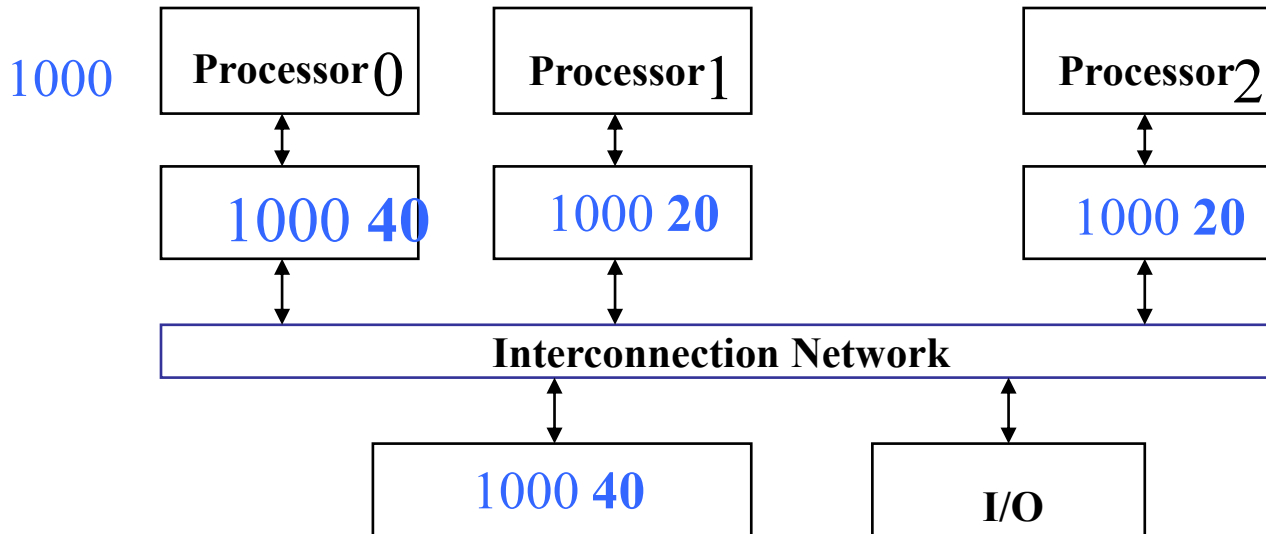 1000 Processor0 Processor1 Processor2
1000 40 1000 20 1000 20
Interconnection Network
1000 40 I/O